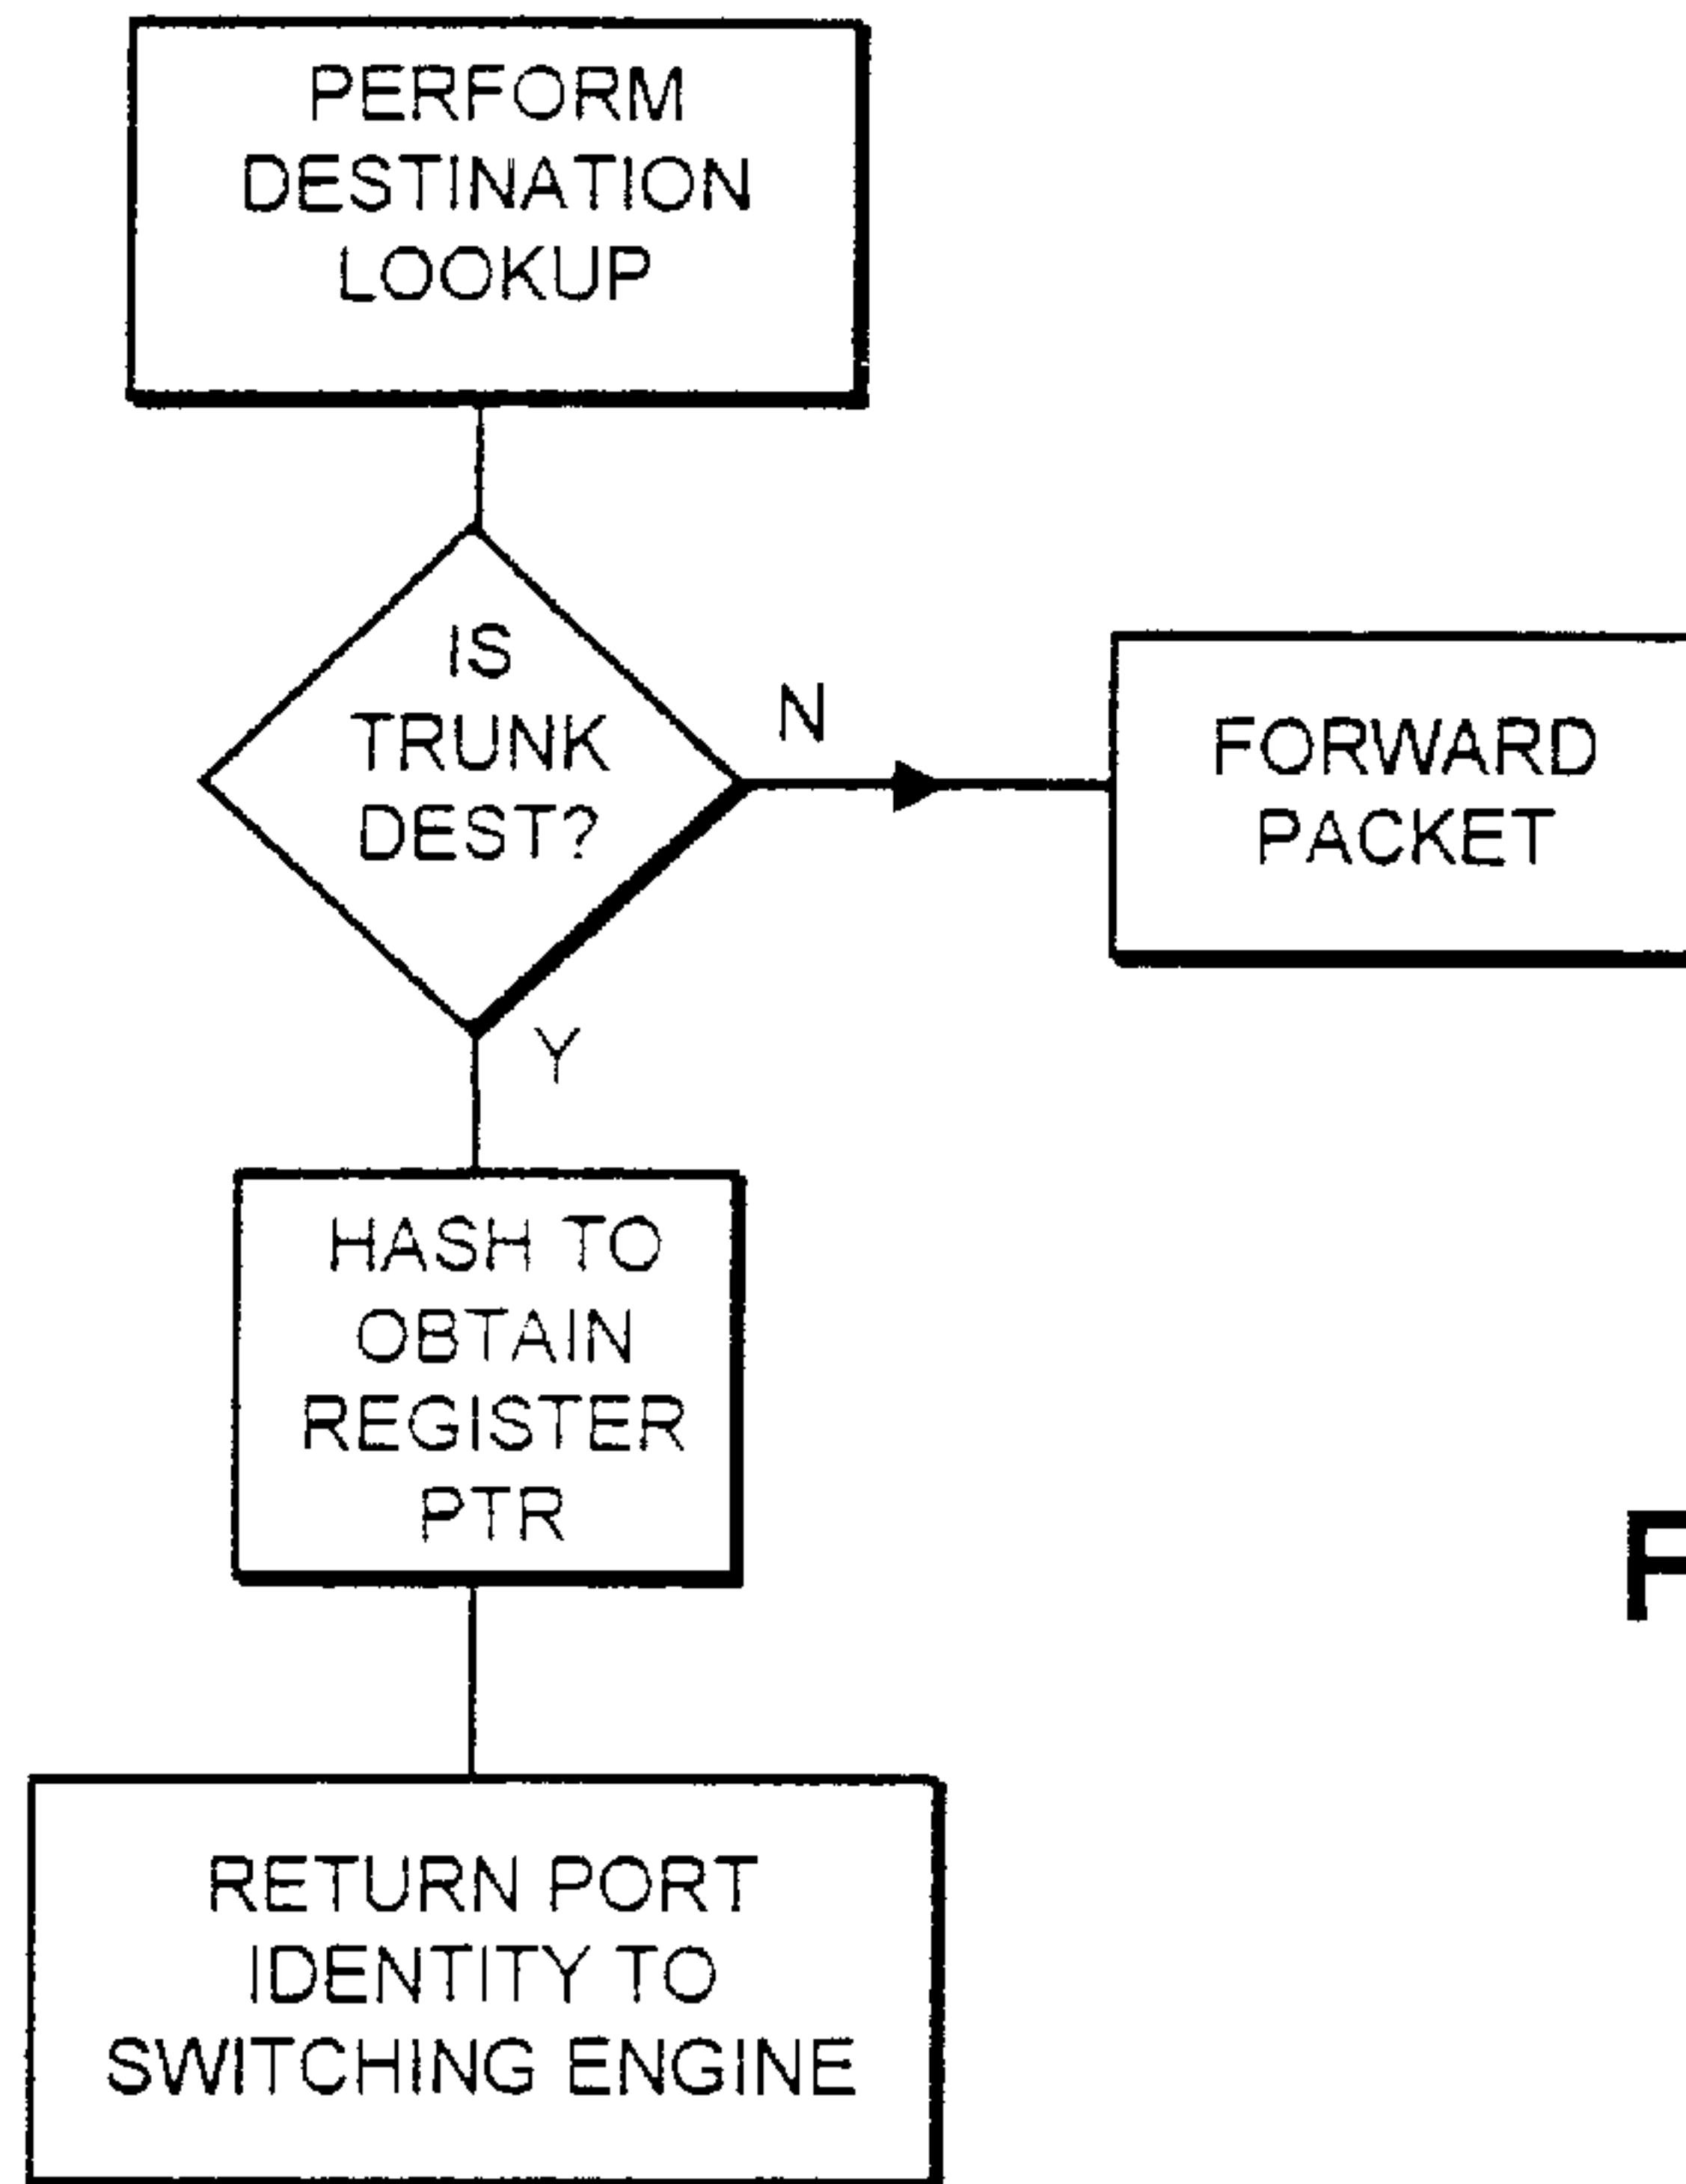 PERFORM
DESTINATION
LOOKUP
IS
TRUNK
DEST?
N
FORWARD
PACKET
Y
HASH TO
OBTAIN
REGISTER
PTR
F
RETURN PORT
IDENTITY TO
SWITCHING ENGINE